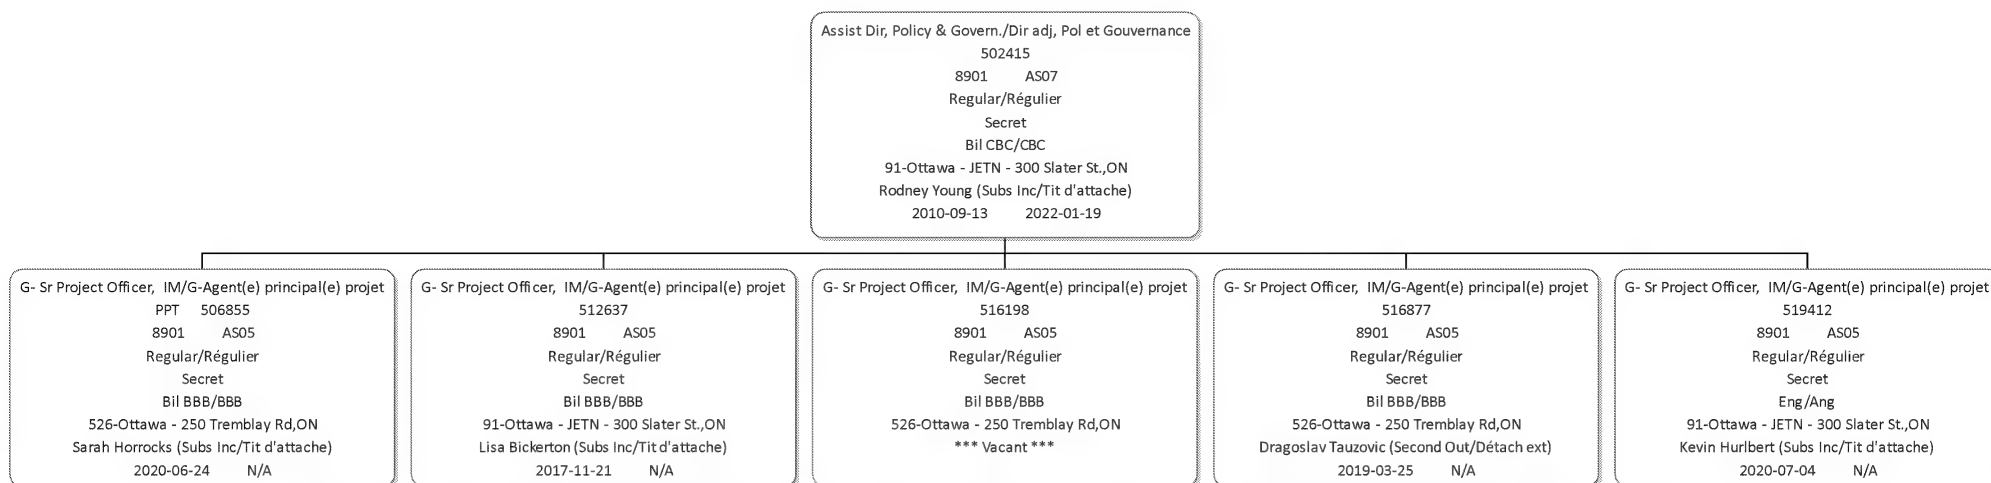 Assist Dir, Policy & Govern./Dir adj, Pol et Gouvernance
502415
8901 AS07
Regular/Régulier
Secret
Bil CBC/CBC
91-Ottawa - JETN - 300 Slater St.,ON
Rodney Young (Subs Inc/Tit d'attache)
2010-09-13 2022-01-19
G- Sr Project Officer, IM/G-Agent(e) principal(e) projet
PPT 506855
8901 AS05
Regular/Régulier
Secret
Bil BBB/BBB
526-Ottawa - 250 Tremblay Rd,ON
Sarah Horrocks (Subs Inc/Tit d'attache)
2020-06-24 N/A
G- Sr Project Officer, IM/G-Agent(e) principal(e) projet
512637
8901 AS05
Regular/Régulier
Secret
Bil BBB/BBB
91-Ottawa - JETN - 300 Slater St.,ON
Lisa Bickerton (Subs Inc/Tit d'attache)
2017-11-21 N/A
G- Sr Project Officer, IM/G-Agent(e) principal(e) projet
516198
8901 AS05
Regular/Régulier
Secret
Bil BBB/BBB
526-Ottawa - 250 Tremblay Rd,ON
*** Vacant ***
G- Sr Project Officer, IM/G-Agent(e) principal(e) projet
516877
8901 AS05
Regular/Régulier
Secret
Bil BBB/BBB
526-Ottawa - 250 Tremblay Rd,ON
Dragoslav Tauzovic (Second Out/Détach ext)
2019-03-25 N/A
G- Sr Project Officer, IM/G-Agent(e) principal(e) projet
519412
8901 AS05
Regular/Régulier
Secret
Eng/Ang
91-Ottawa - JETN - 300 Slater St.,ON
Kevin Hurlbert (Subs Inc/Tit d'attache)
2020-07-04 N/A